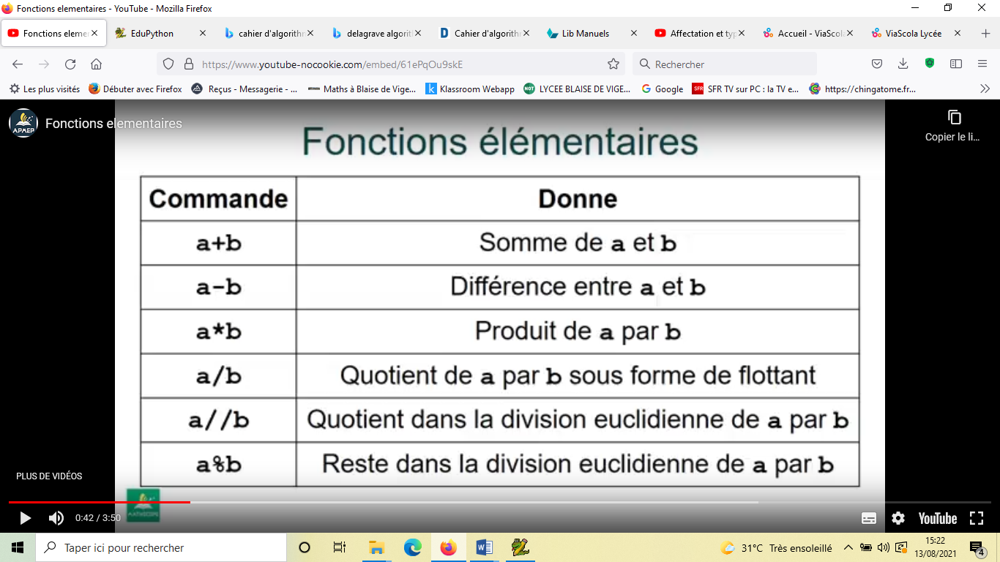 Fonctions elementaires - YouTube - Mozilla Firefox
Fonctions elemen
EduPython
cahier d'algorithm
delagrave algorit
Cahier d'algorith
Lib Manuels
Affectation et typ
Accueil - ViaScola
ViaScola Lycée
https://www.youtube-nocookie.com/embed/61ePqOu9skE
Rechercher
Les plus visités
Débuter avec Firefox
Reçus - Messagerie - ...
Maths à Blaise de Vige...
Klassroom Webapp
LYCEE BLAISE DE VIGE...
Google
SFR TV sur PC : la TV e...
https://chingatome.fr...
APMEP
Fonctions elementaires
Copier le li...
Fonctions élémentaires
Commande Donne
a+b Somme de a et b
a-b Différence entre a et b
a*b Produit de a par b
a/b Quotient de a par b sous forme de flottant
a//b Quotient dans la division euclidienne de a par b
a%b Reste dans la division euclidienne de a par b
PLUS DE VIDÉOS
0:42 / 3:50
YouTube
Taper ici pour rechercher
31°C Très ensoleillé
15:22
13/08/2021
4